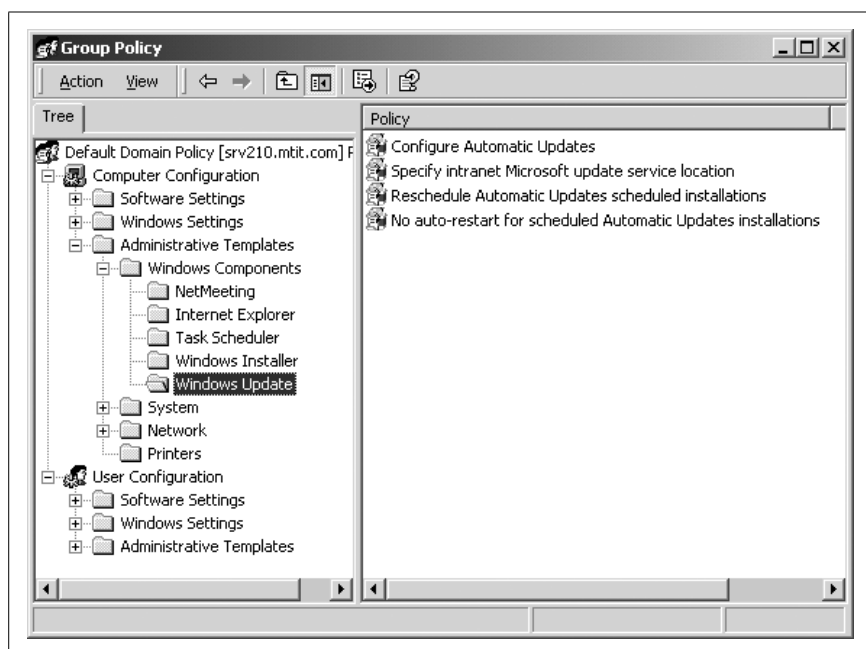 Group Policy
Action View
Tree
Policy
Default Domain Policy [srv210.mtit.com]
Computer Configuration
Software Settings
Windows Settings
Administrative Templates
Windows Components
NetMeeting
Internet Explorer
Task Scheduler
Windows Installer
Windows Update
System
Network
Printers
User Configuration
Software Settings
Windows Settings
Administrative Templates
Configure Automatic Updates
Specify intranet Microsoft update service location
Reschedule Automatic Updates scheduled installations
No auto-restart for scheduled Automatic Updates installations